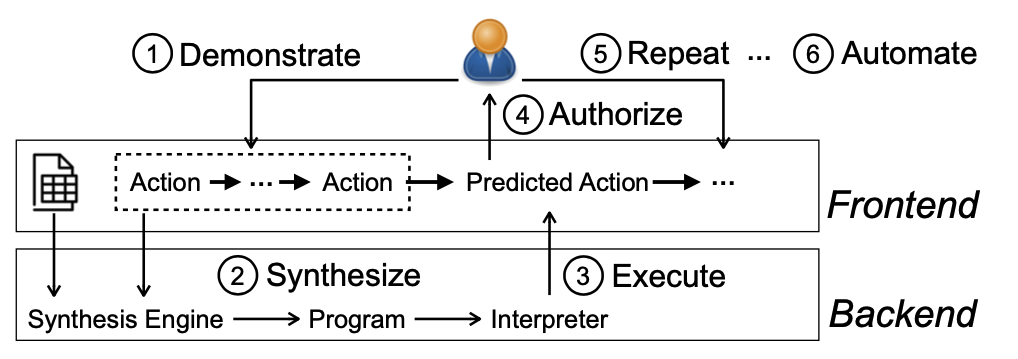 1 Demonstrate
5 Repeat ... 6 Automate
4 Authorize
Action ... Action Predicted Action ...
Frontend
2 Synthesize
3 Execute
Synthesis Engine Program Interpreter
Backend